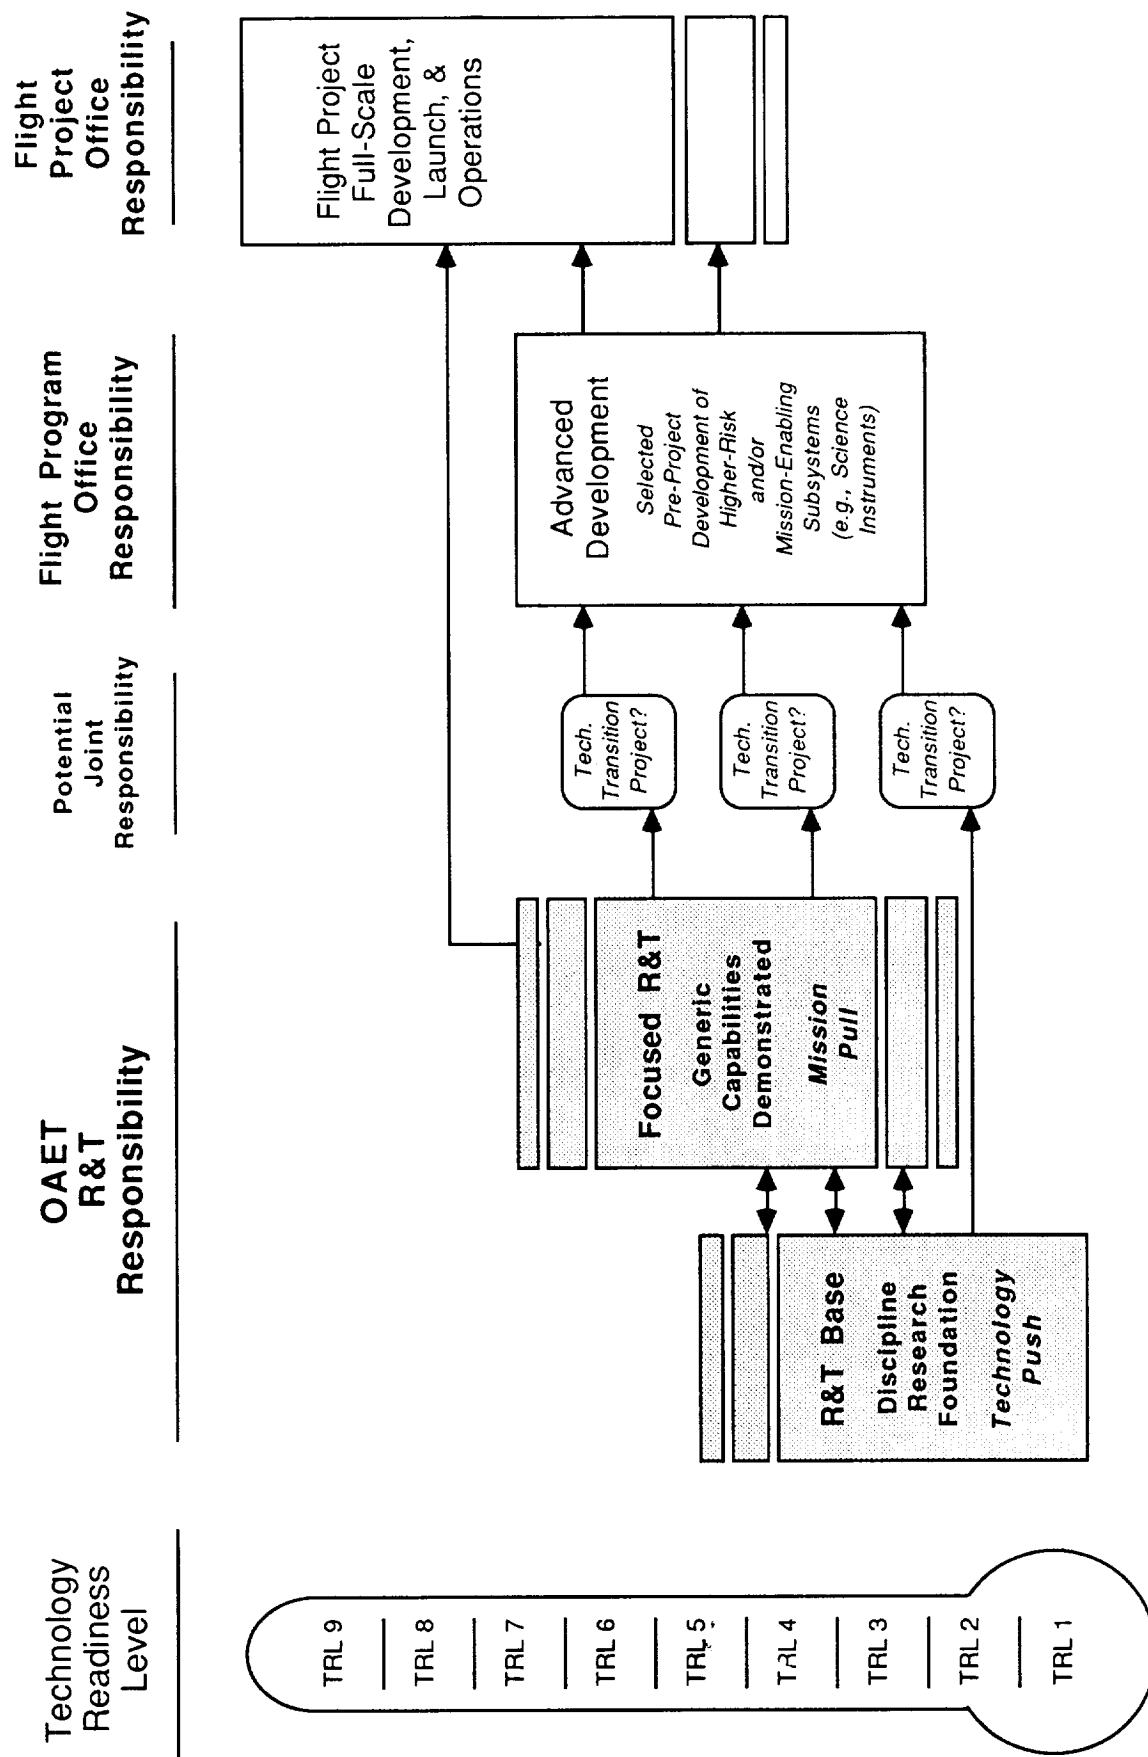 Technology
Readiness
Level
OAET
R&T
Responsibility
Potential
Joint
Responsibility
Flight Program
Office
Responsibility
Flight
Project
Office
Responsibility
TRL 9
TRL 8
TRL 7
TRL 6
TRL 5
TRL 4
TRL 3
TRL 2
TRL 1
R&T Base
Discipline
Research
Foundation
Technology
Push
Focused R&T
Generic
Capabilities
Demonstrated
Mission
Pull
Tech.
Transition
Project?
Tech.
Transition
Project?
Tech.
Transition
Project?
Advanced
Development
Selected
Pre-Project
Development of
Higher-Risk
and/or
Mission-Enabling
Subsystems
(e.g., Science
Instruments)
Flight Project
Full-Scale
Development,
Launch, &
Operations